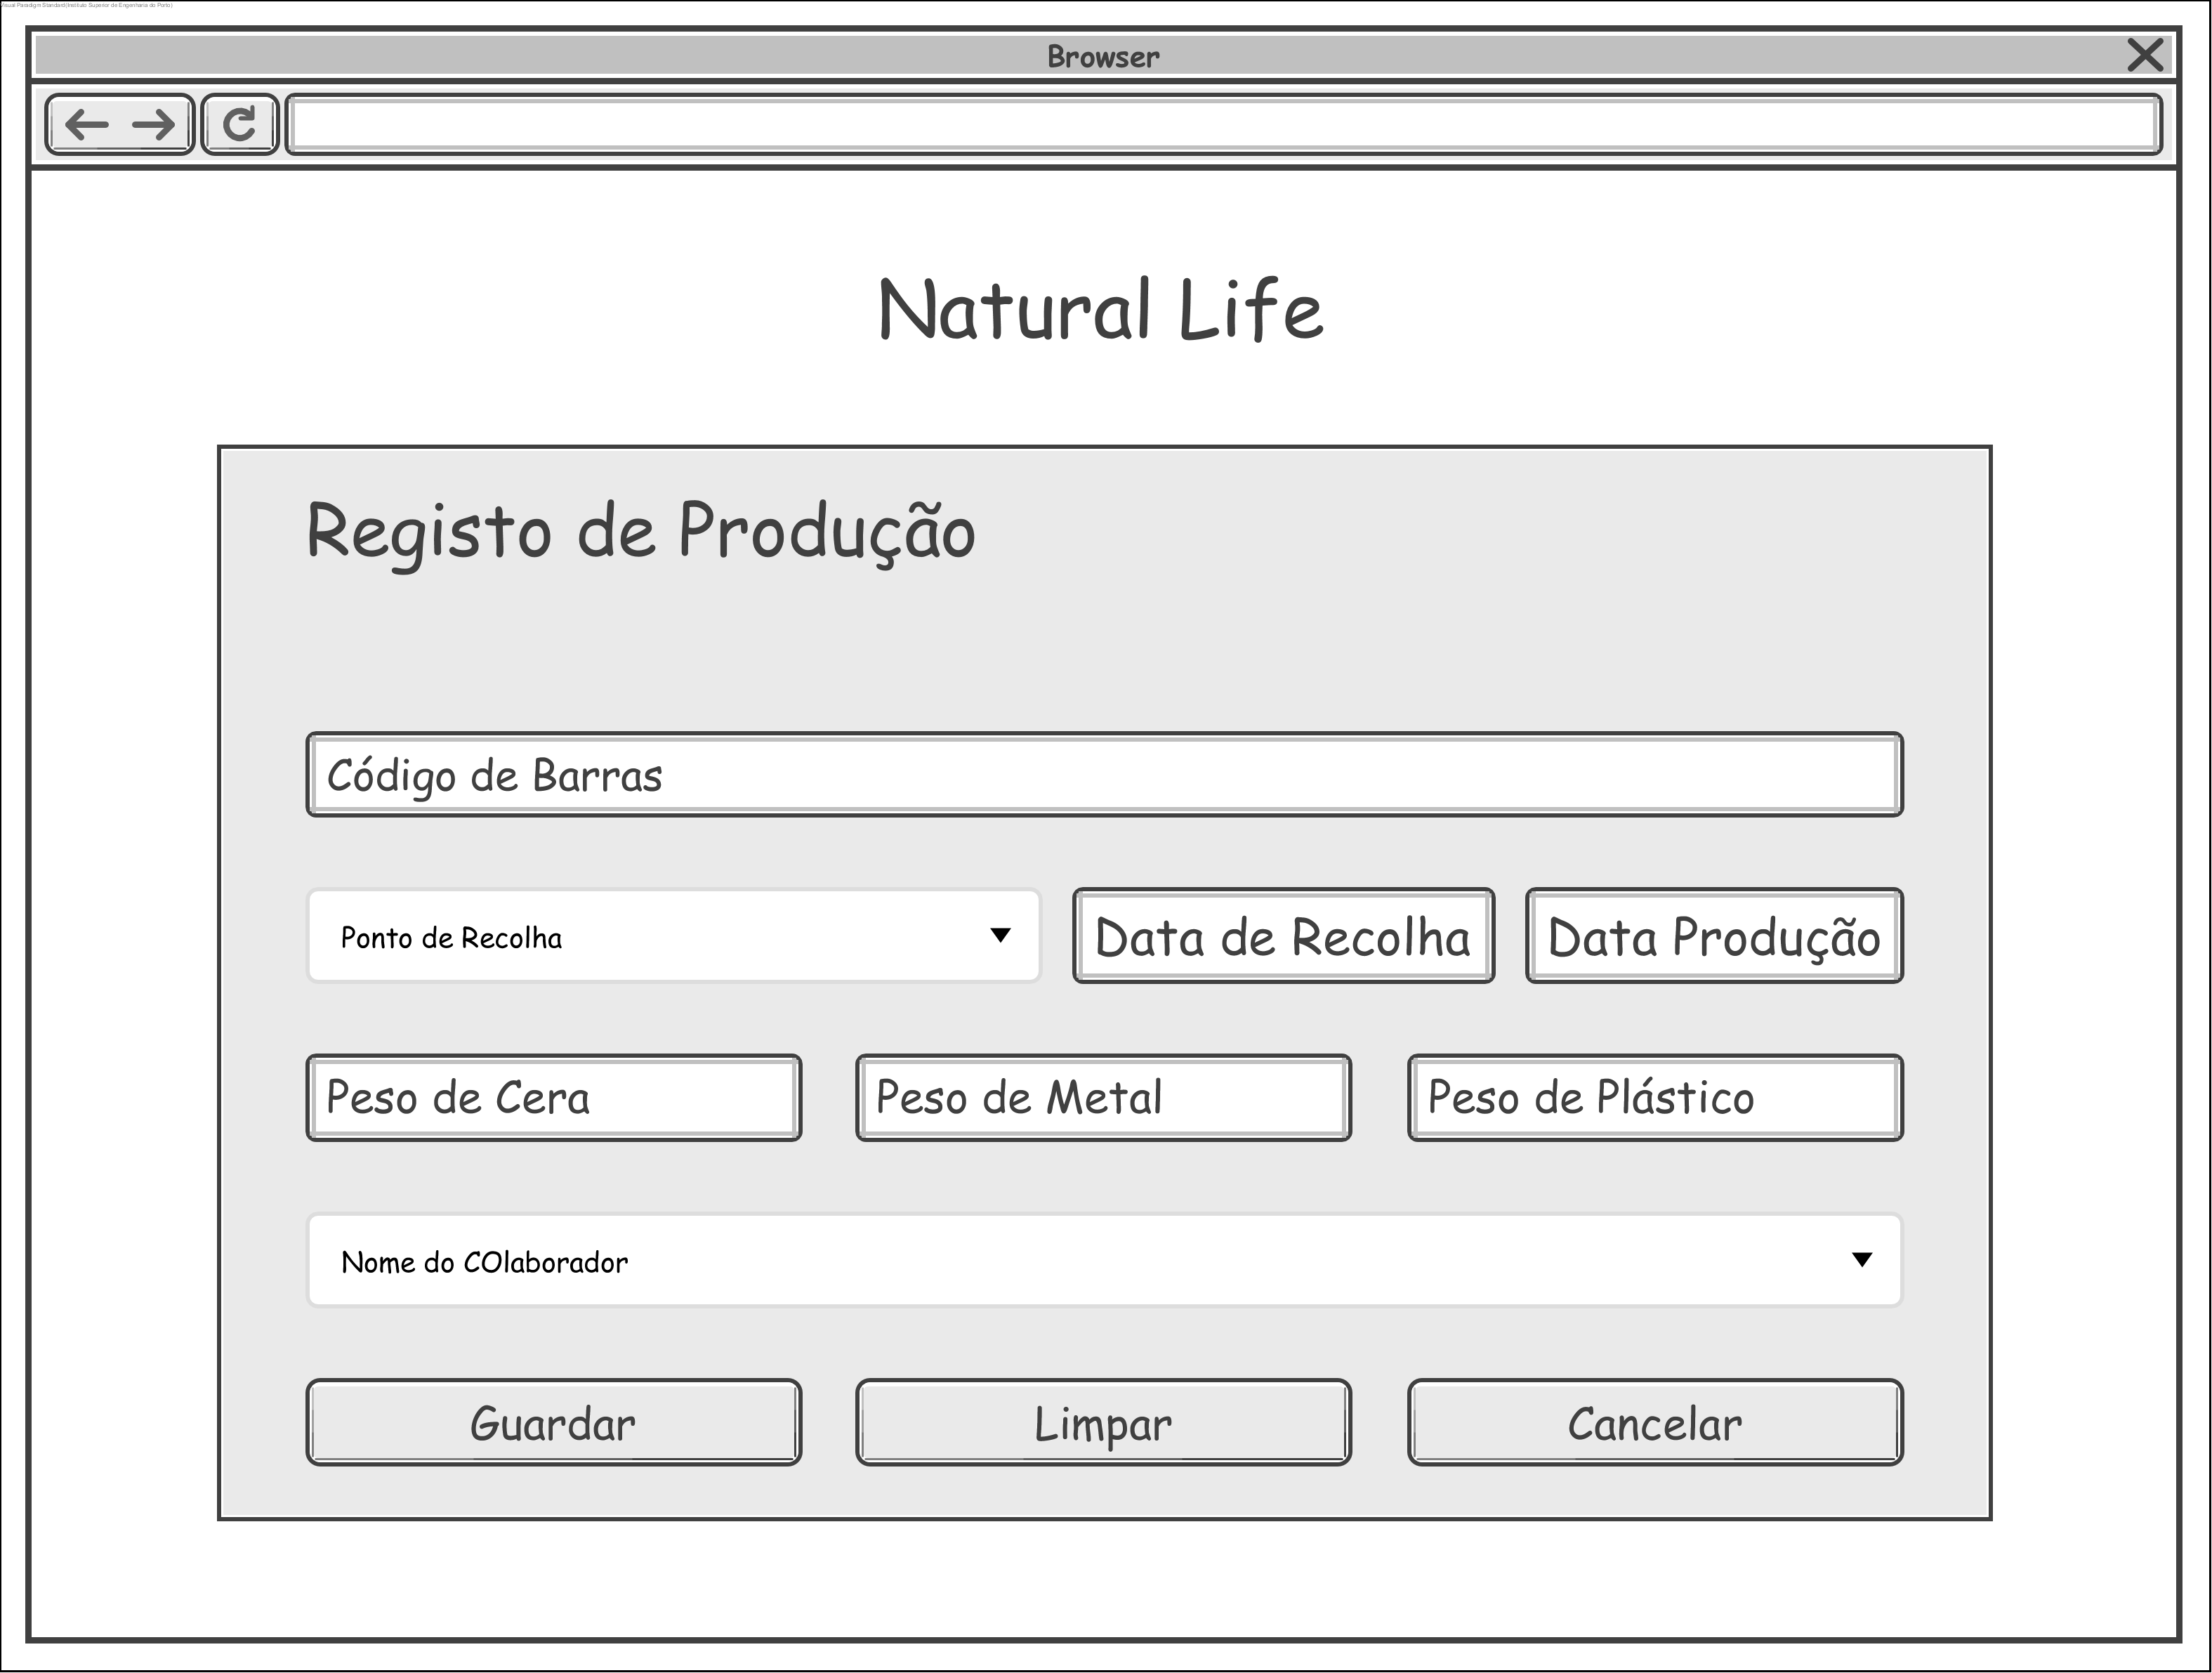 Visual Paradigm Standard(Instituto Superior de Engenharia do Porto)
Browser
Natural Life
Registo de Produção
Código de Barras
Ponto de Recolha
Data de Recolha
Data Produção
Peso de Cera
Peso de Metal
Peso de Plástico
Nome do COlaborador
Guardar
Limpar
Cancelar